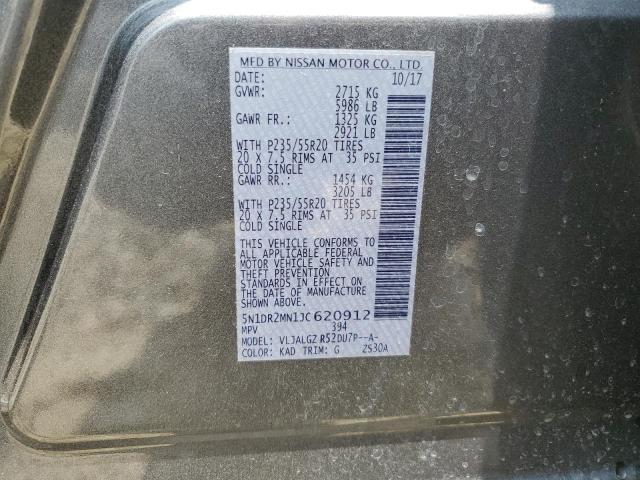 MFD BY NISSAN MOTOR CO., LTD.
DATE: 10/17
GVWR: 2715 KG
5986 LB
GAWR FR.: 1325 KG
2921 LB
WITH P235/55R20 TIRES
20 X 7.5 RIMS AT 35 PSI
COLD SINGLE
GAWR RR.: 1454 KG
3205 LB
WITH P235/55R20 TIRES
20 X 7.5 RIMS AT 35 PSI
COLD SINGLE
THIS VEHICLE CONFORMS TO
ALL APPLICABLE FEDERAL
MOTOR VEHICLE SAFETY AND
THEFT PREVENTION
STANDARDS IN EFFECT ON
THE DATE OF MANUFACTURE
SHOWN ABOVE.
5N1DR2MN1JC620912
MPV 394
MODEL: VLJALGZ R52DU7P--A-
COLOR: KAD TRIM: G ZS30A